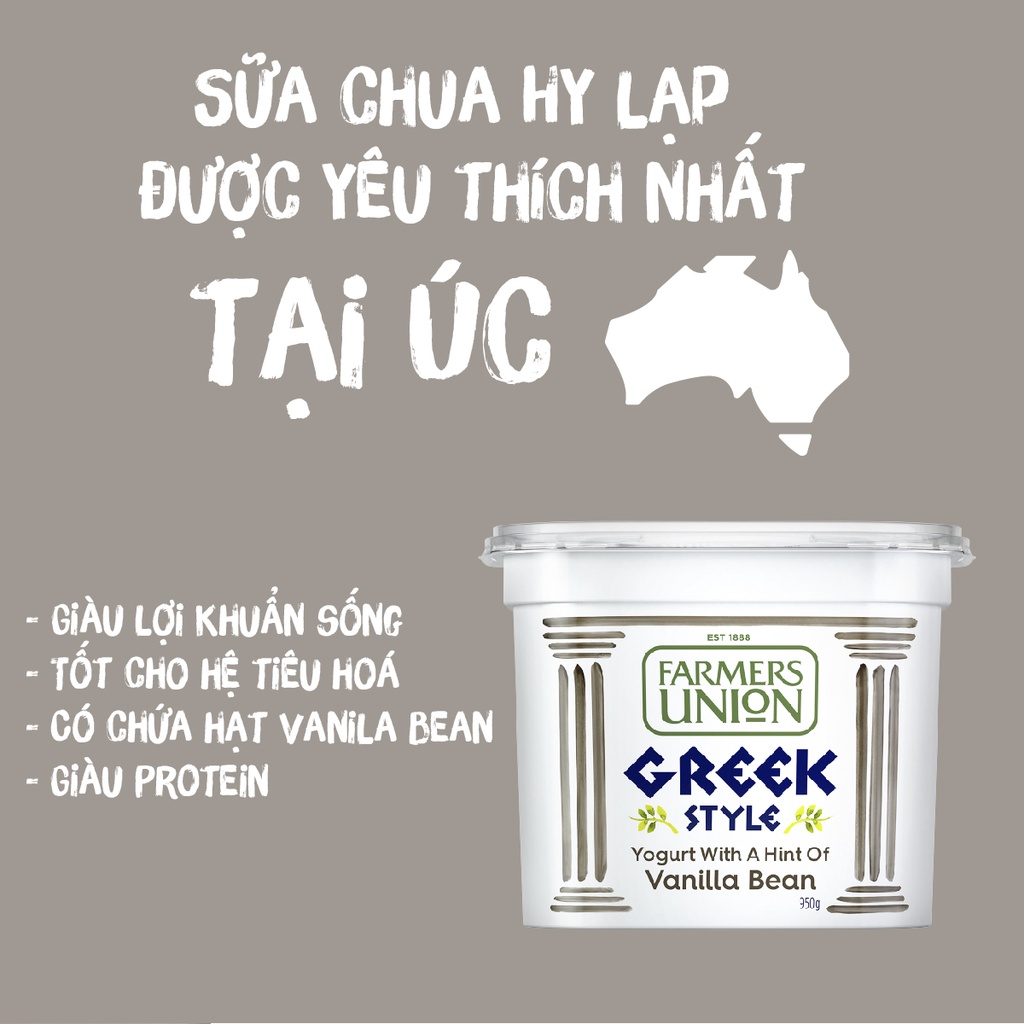 SỮA CHUA HY LẠP
ĐƯỢC YÊU THÍCH NHẤT
TẠI ÚC
- GIÀU LỢI KHUẨN SỐNG
- TỐT CHO HỆ TIÊU HOÁ
- CÓ CHỨA HẠT VANILA BEAN
- GIÀU PROTEIN
EST 1888
FARMERS
UNION
GREEK
STYLE
Yogurt With A Hint Of
Vanilla Bean
950g